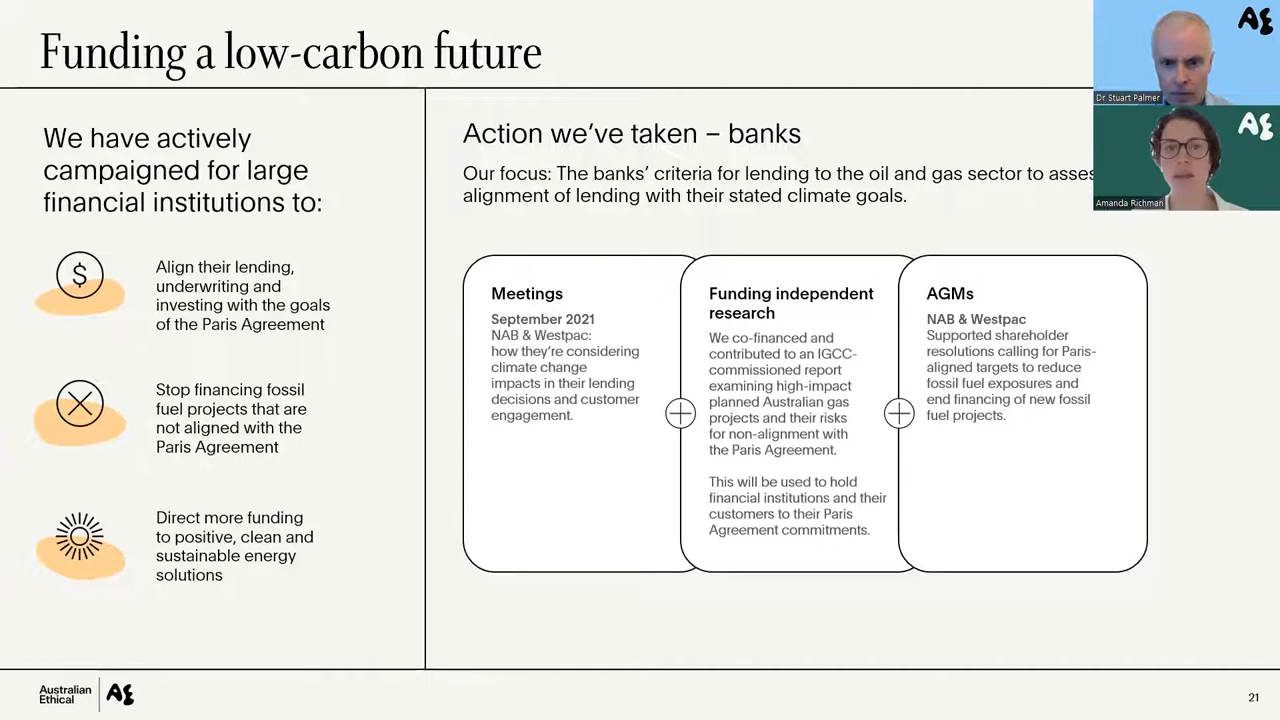 Funding a low-carbon future
AE
Dr Stuart Palmer
AE
Amanda Richman
We have actively
campaigned for large
financial institutions to:
$
Align their lending,
underwriting and
investing with the goals
of the Paris Agreement
Stop financing fossil
fuel projects that are
not aligned with the
Paris Agreement
Direct more funding
to positive, clean and
sustainable energy
solutions
Action we've taken – banks
Our focus: The banks' criteria for lending to the oil and gas sector to asses
alignment of lending with their stated climate goals.
Meetings
September 2021
NAB & Westpac:
how they're considering
climate change
impacts in their lending
decisions and customer
engagement.
Funding independent
research
We co-financed and
contributed to an IGCC-
commissioned report
examining high-impact
planned Australian gas
projects and their risks
for non-alignment with
the Paris Agreement.
This will be used to hold
financial institutions and their
customers to their Paris
Agreement commitments.
AGMs
NAB & Westpac
Supported shareholder
resolutions calling for Paris-
aligned targets to reduce
fossil fuel exposures and
end financing of new fossil
fuel projects.
Australian
Ethical
AE
21